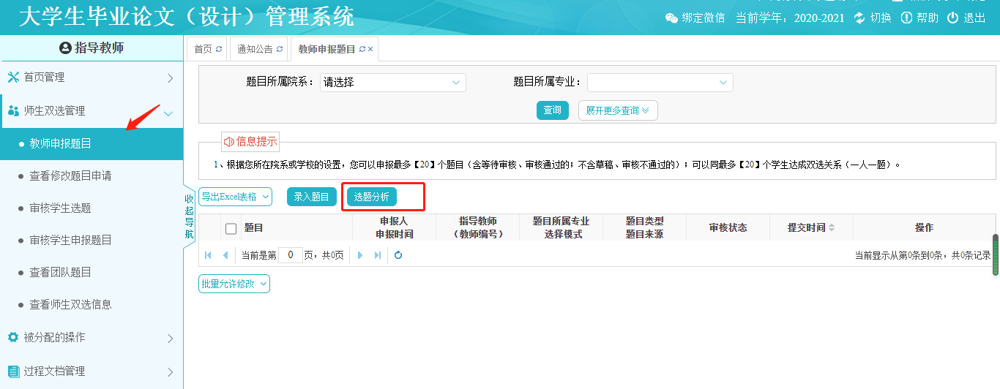 大学生毕业论文（设计）管理系统
绑定微信 当前学年：2020-2021 切换 帮助 退出
指导教师
首页 通知公告 教师申报题目
首页管理
师生双选管理
教师申报题目
查看修改题目申请
审核学生选题
审核学生申报题目
查看团队题目
查看师生双选信息
被分配的操作
过程文档管理
收起导航
题目所属院系： 请选择 题目所属专业：
查询 展开更多查询
信息提示
1、根据您所在院系或学校的设置，您可以申报最多【20】个题目（含等待审核、审核通过的；不含草稿、审核不通过的）；可以同最多【20】个学生达成双选关系（一人一题）。
导出Excel表格 录入题目 选题分析
题目 申报人 指导教师 题目所属专业 题目类型 审核状态 提交时间 操作
申报时间 （教师编号） 选择模式 题目来源
当前是第 0 页，共0页 当前显示从第0条到0条，共0条记录
批量允许修改